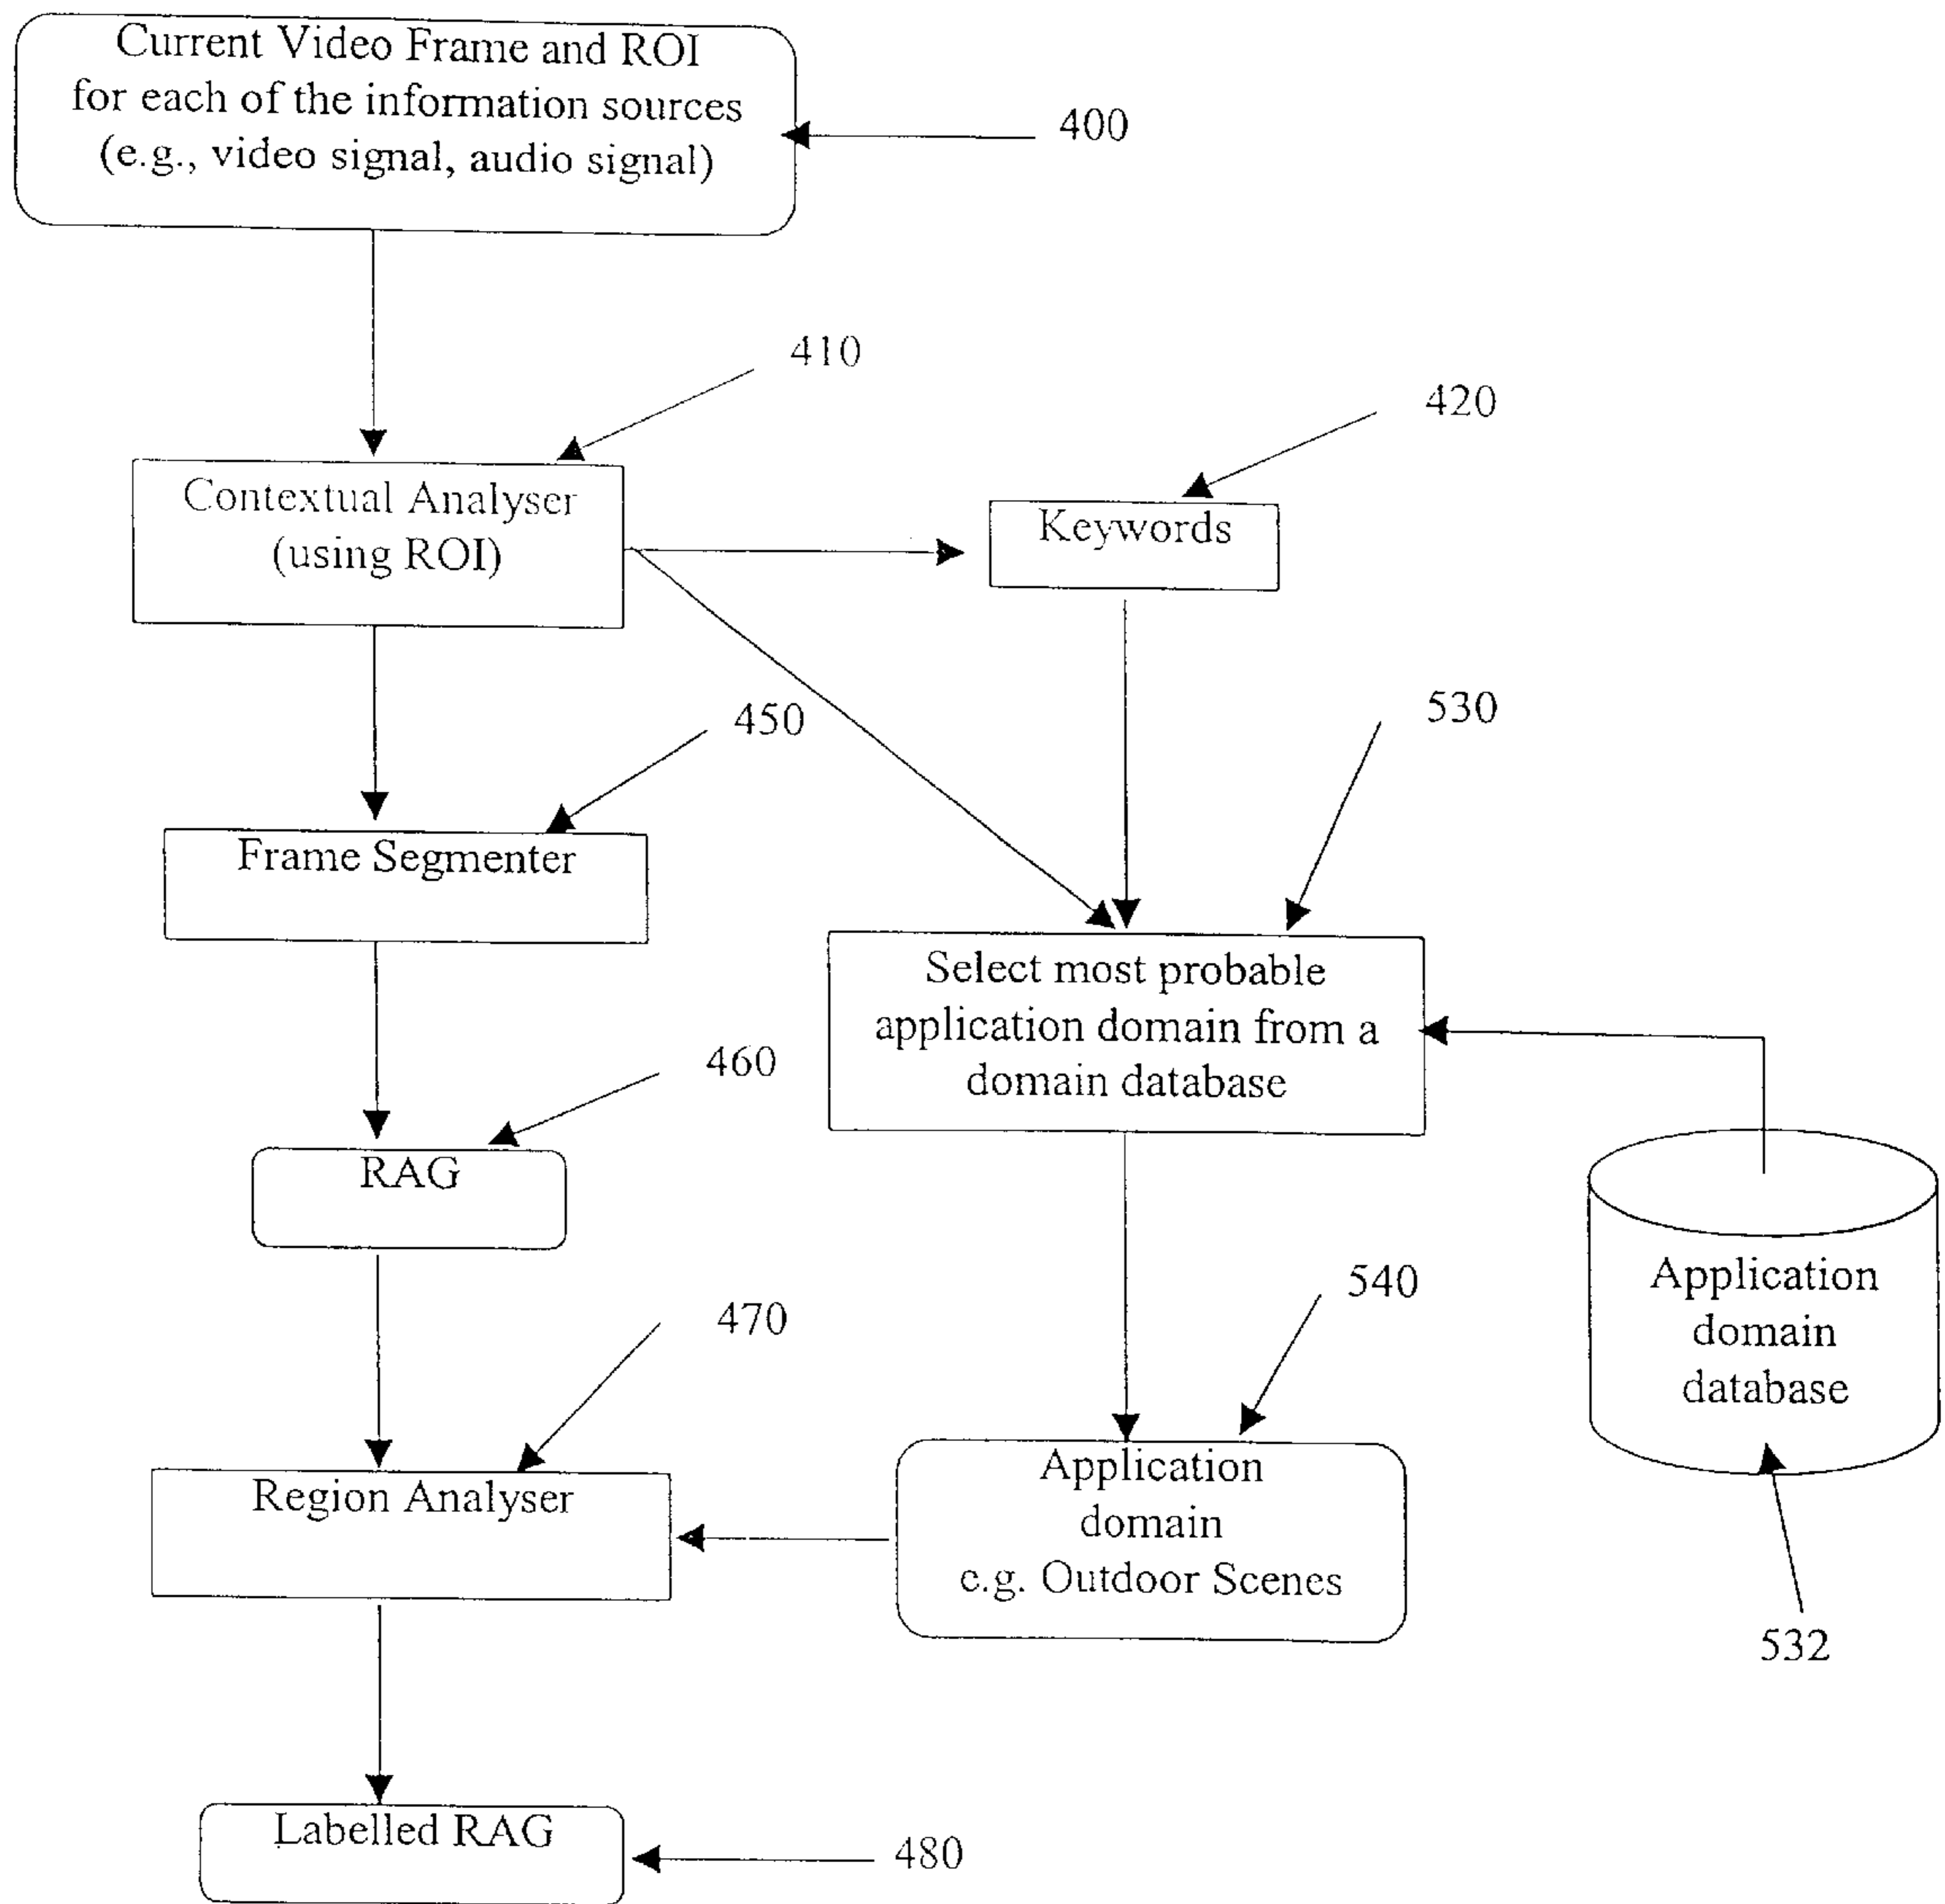 Current Video Frame and ROI
for each of the information sources
(e.g., video signal, audio signal)
400
410
420
Contextual Analyser
(using ROI)
Keywords
450
530
Frame Segmenter
Select most probable
application domain from a
domain database
460
RAG
Application
domain
database
470
540
Region Analyser
Application
domain
e.g. Outdoor Scenes
532
Labelled RAG
480